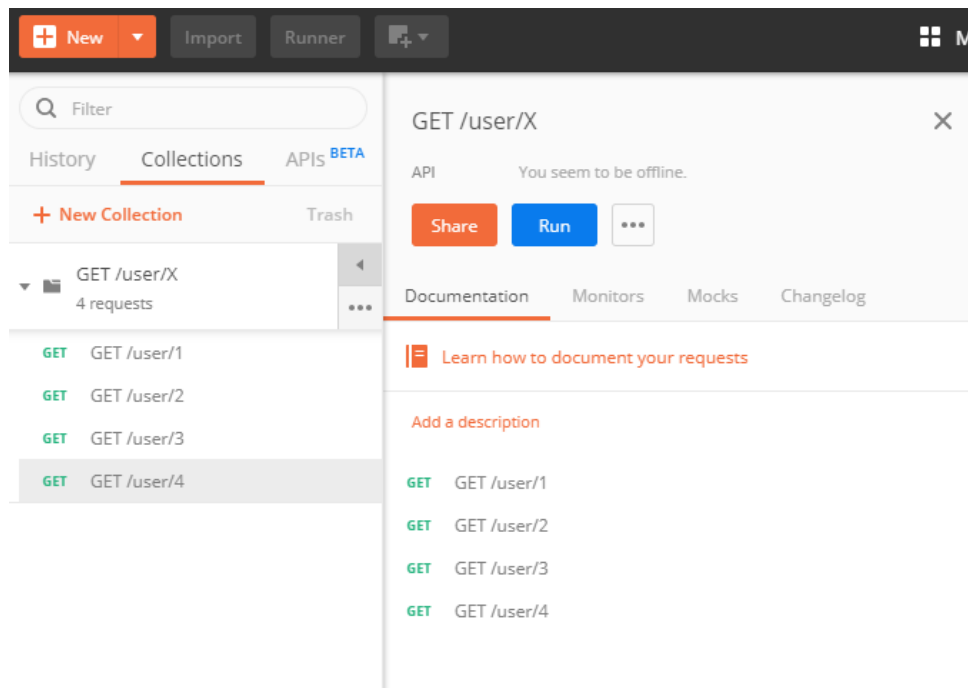 New
Import
Runner
M
Filter
History
Collections
APIs BETA
+ New Collection
Trash
GET /user/X
4 requests
GET GET /user/1
GET GET /user/2
GET GET /user/3
GET GET /user/4
GET /user/X
API
You seem to be offline.
Share
Run
Documentation
Monitors
Mocks
Changelog
Learn how to document your requests
Add a description
GET GET /user/1
GET GET /user/2
GET GET /user/3
GET GET /user/4